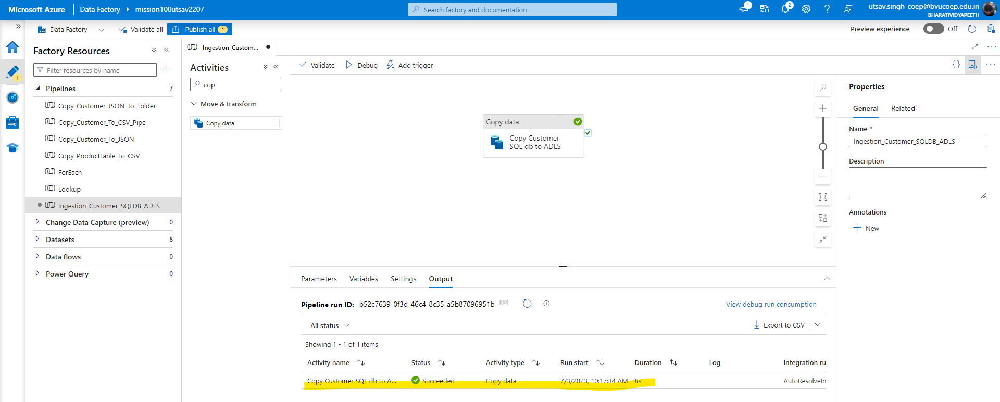 Microsoft Azure
Data Factory
mission100utsav2207
Search factory and documentation
1
2
utsav.singh-coep@bvucoep.edu.in
BHARATIVIDYAPEETH
Data Factory
Validate all
Publish all 1
Preview experience
Off
1
Factory Resources
Filter resources by name
Pipelines 7
Copy_Customer_JSON_To_Folder
Copy_Customer_To_CSV_Pipe
Copy_Customer_To_JSON
Copy_ProductTable_To_CSV
ForEach
Lookup
Ingestion_Customer_SQLDB_ADLS
Change Data Capture (preview) 0
Datasets 8
Data flows 0
Power Query 0
Ingestion_Custom...
Activities
cop
Move & transform
Copy data
Validate
Debug
Add trigger
{}
Copy data
Copy Customer
SQL db to ADLS
Parameters
Variables
Settings
Output
Pipeline run ID: b52c7639-0f3d-46c4-8c35-a5b87096951b [@]
View debug run consumption
All status
Export to CSV
Showing 1 - 1 of 1 items
Activity name Status Activity type Run start Duration Log Integration ru
Copy Customer SQL db to A... Succeeded Copy data 7/3/2023, 10:17:34 AM 8s AutoResolveIn
Properties
General
Related
Name *
Ingestion_Customer_SQLDB_ADLS
Description
Annotations
New